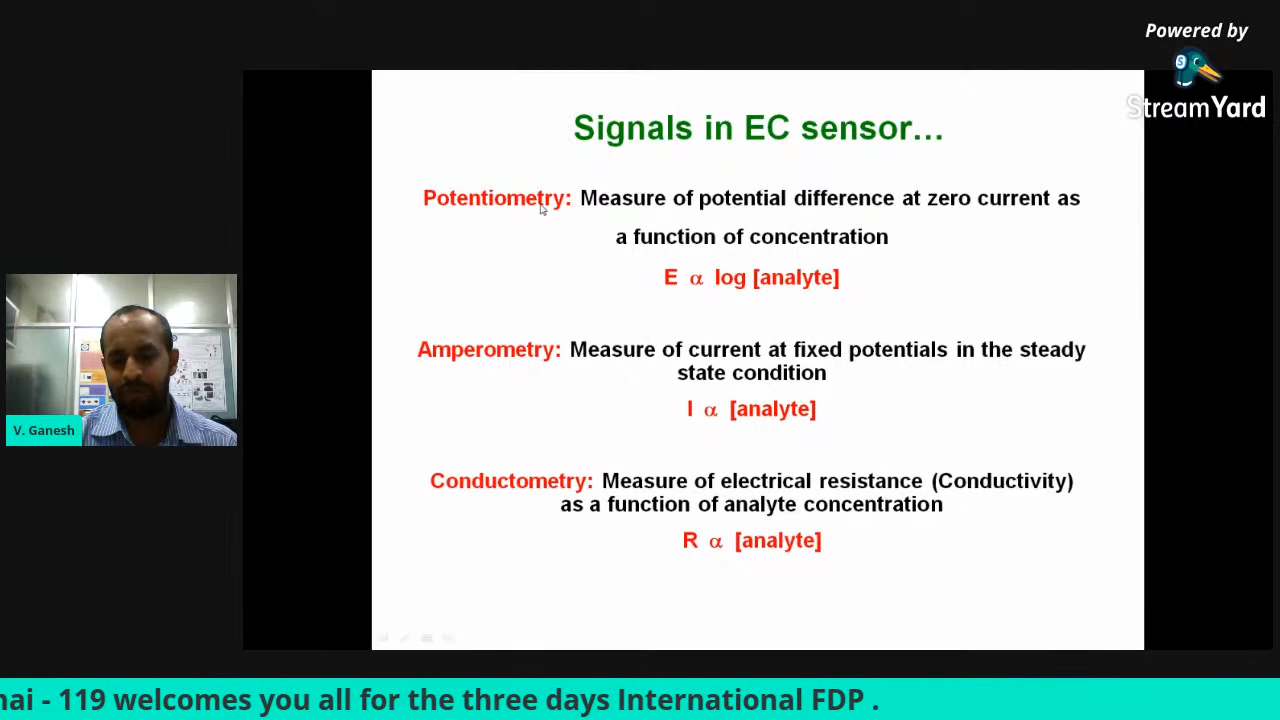 Powered by
StreamYard
Signals in EC sensor...
Potentiometry: Measure of potential difference at zero current as
a function of concentration
E α log [analyte]
Amperometry: Measure of current at fixed potentials in the steady
state condition
I α [analyte]
Conductometry: Measure of electrical resistance (Conductivity)
as a function of analyte concentration
R α [analyte]
V. Ganesh
nai - 119 welcomes you all for the three days International FDP .